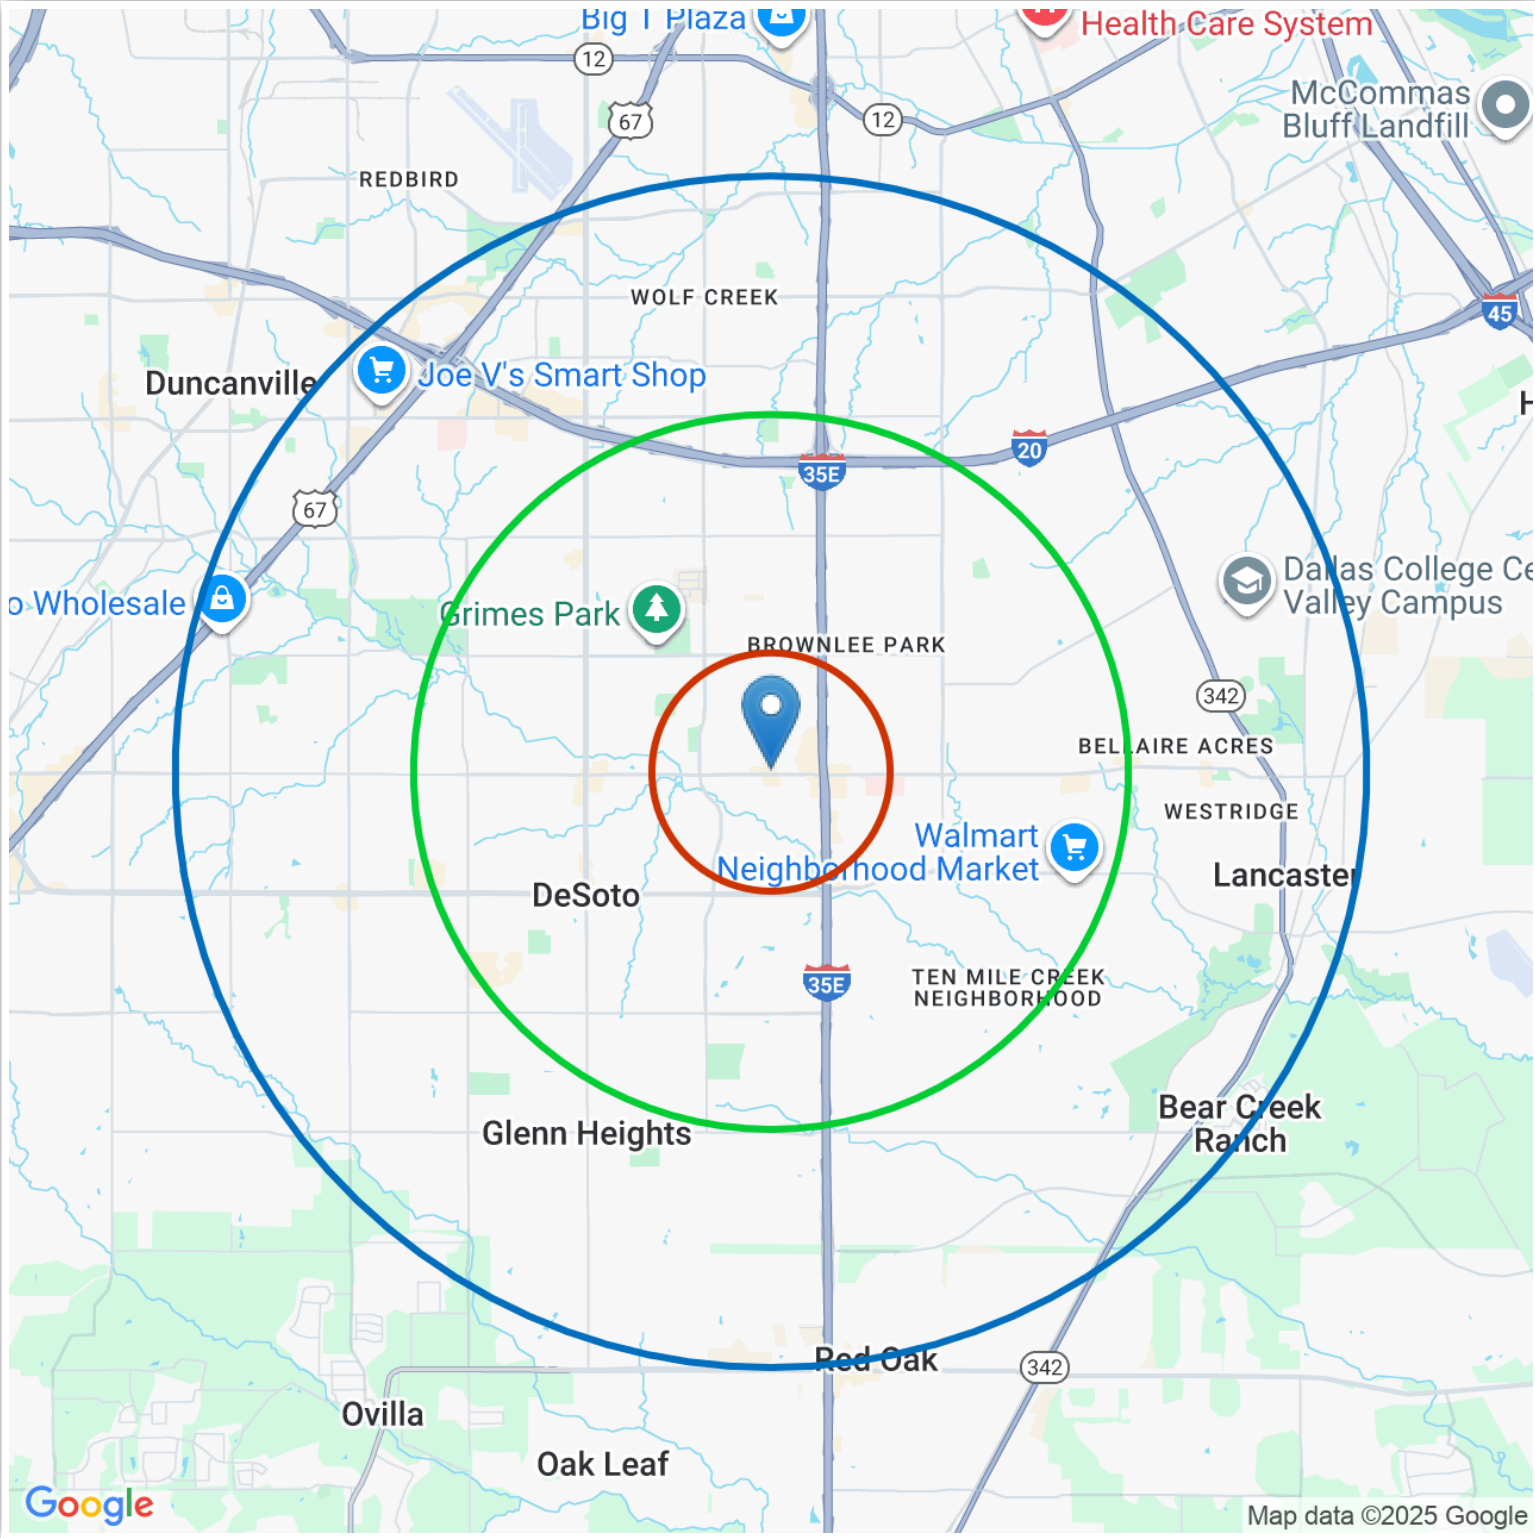 Big T Plaza
Health Care System
12
67
12
McCommas
Bluff Landfill
REDBIRD
WOLF CREEK
45
Duncanville
Joe V's Smart Shop
H
20
35E
67
Dallas College Ce
Valley Campus
o Wholesale
Grimes Park
BROWNLEE PARK
342
BELLAIRE ACRES
WESTRIDGE
Walmart
Neighborhood Market
Lancaster
DeSoto
35E
TEN MILE CREEK
NEIGHBORHOOD
Bear Creek
Ranch
Glenn Heights
Red Oak
342
Ovilla
Oak Leaf
Google
Map data ©2025 Google